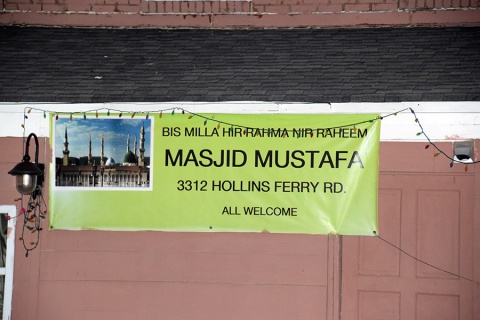 BIS MILLA HIR RAHMA NIR RAHEEM
MASJID MUSTAFA
3312 HOLLINS FERRY RD.
ALL WELCOME